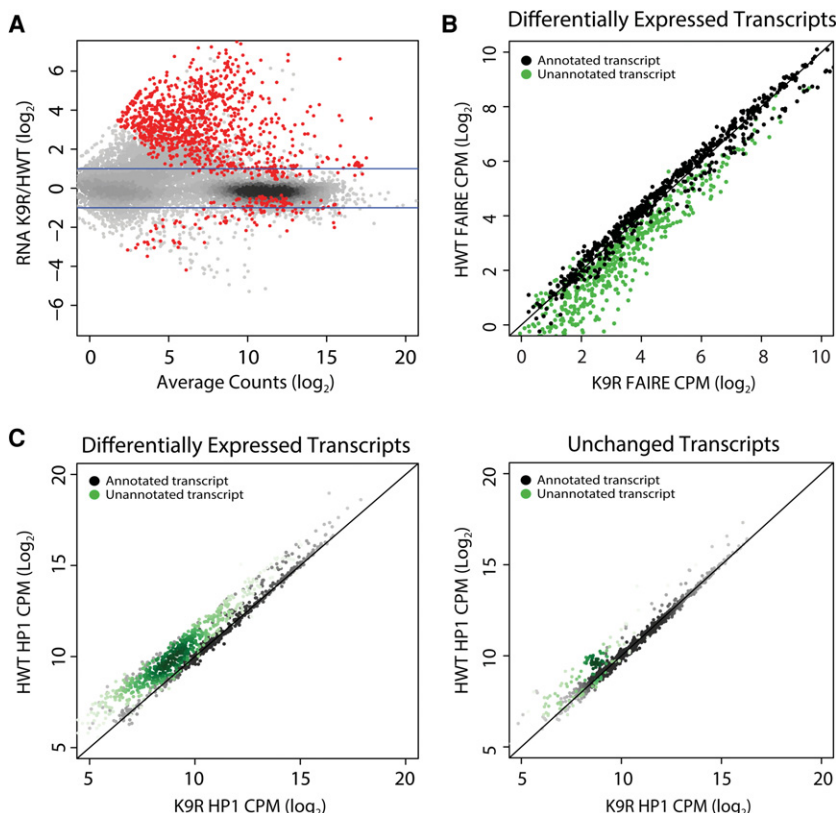 A
RNA K9R/HWT (log₂)
6
4
2
0
−2
−4
−6
0 5 10 15 20
Average Counts (log₂)
B
Differentially Expressed Transcripts
Annotated transcript
Unannotated transcript
HWT FAIRE CPM (Log₂)
10
8
6
4
2
0
0 2 4 6 8 10
K9R FAIRE CPM (log₂)
C
Differentially Expressed Transcripts
Annotated transcript
Unannotated transcript
HWT HP1 CPM (Log₂)
20
15
10
5
5 10 15 20
K9R HP1 CPM (log₂)
Unchanged Transcripts
Annotated transcript
Unannotated transcript
HWT HP1 CPM (Log₂)
20
15
10
5
5 10 15 20
K9R HP1 CPM (log₂)